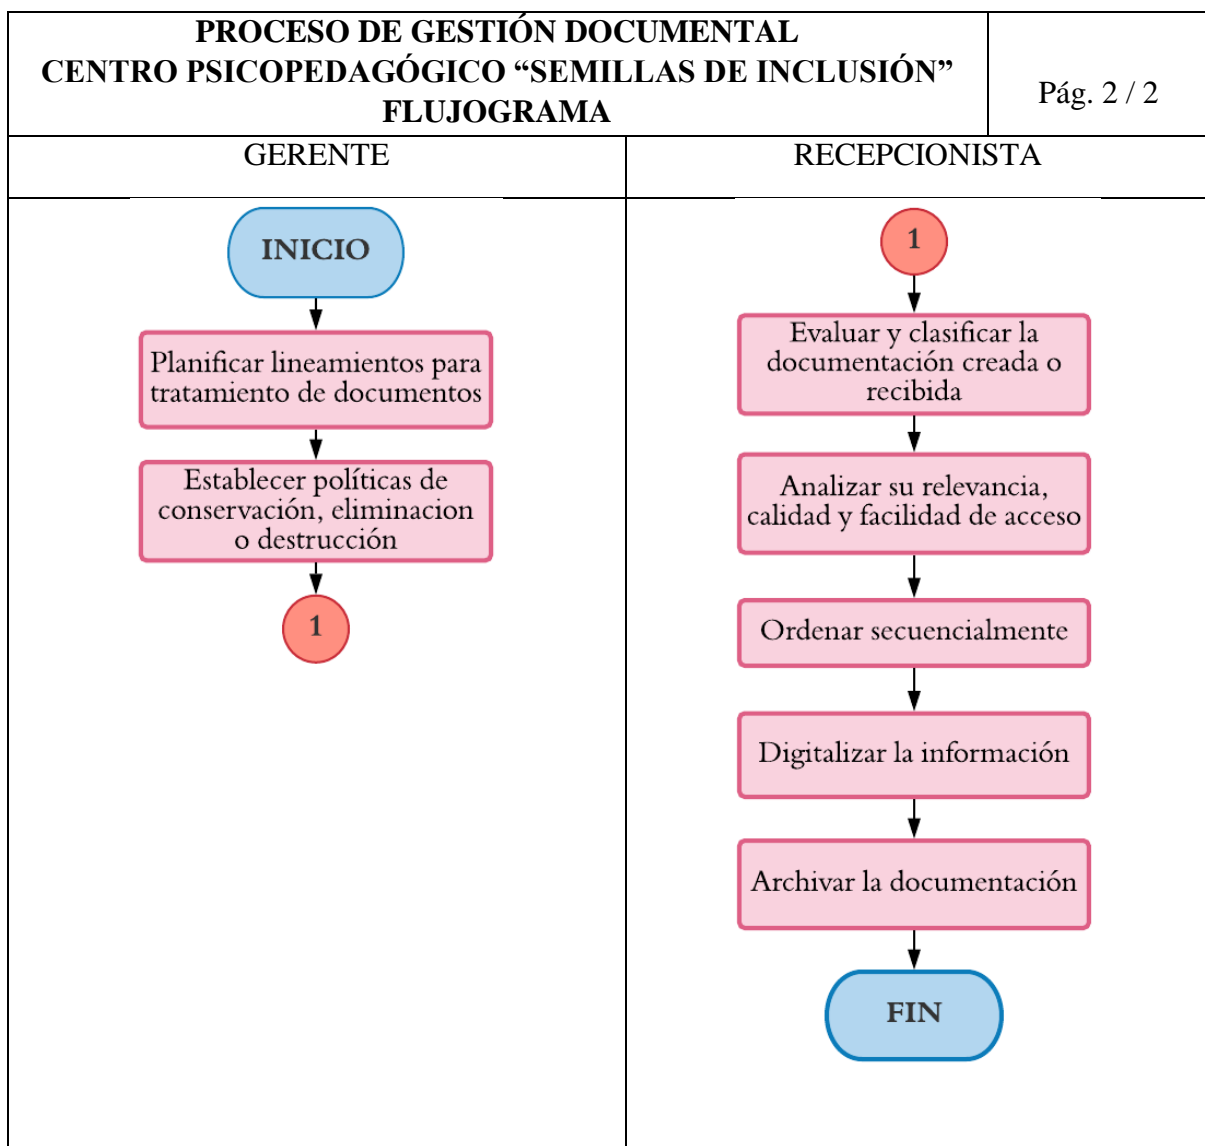 PROCESO DE GESTIÓN DOCUMENTAL
CENTRO PSICOPEDAGÓGICO “SEMILLAS DE INCLUSIÓN”
FLUJOGRAMA
Pág. 2 / 2
GERENTE
RECEPCIONISTA
INICIO
Planificar lineamientos para
tratamiento de documentos
Establecer políticas de
conservación, eliminacion
o destrucción
1
1
Evaluar y clasificar la
documentación creada o
recibida
Analizar su relevancia,
calidad y facilidad de acceso
Ordenar secuencialmente
Digitalizar la información
Archivar la documentación
FIN